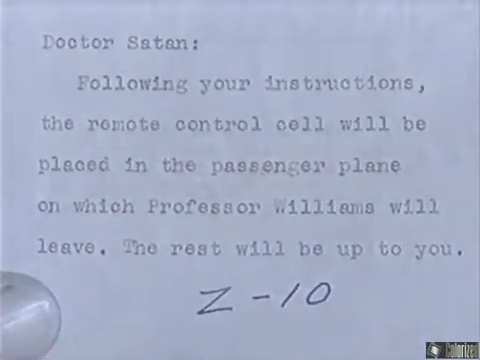 Doctor Satan:
Following your instructions,
the remote control cell will be
placed in the passenger plane
on which Professor Williams will
leave. The rest will be up to you.
Z-10
Colorized